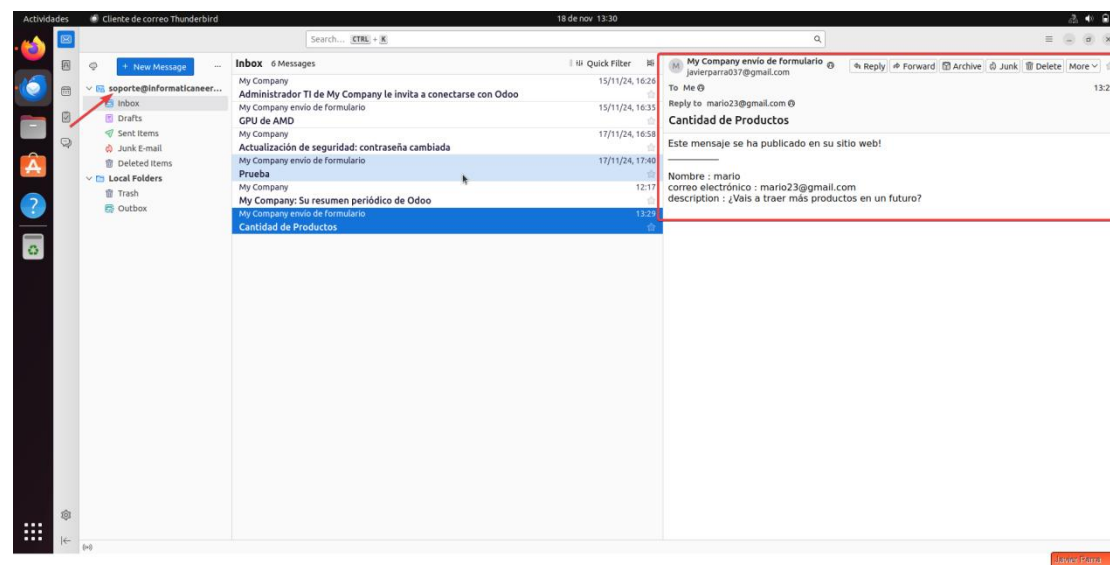 Actividades Cliente de correo Thunderbird 18 de nov 13:30
Search... CTRL + K
+ New Message
soporte@informaticaneer...
Inbox
Drafts
Sent Items
Junk E-mail
Deleted Items
Local Folders
Trash
Outbox
Inbox 6 Messages Quick Filter
My Company 15/11/24, 16:26
Administrador TI de My Company le invita a conectarse con Odoo
My Company envío de formulario 15/11/24, 16:35
GPU de AMD
My Company 17/11/24, 16:58
Actualización de seguridad: contraseña cambiada
My Company envío de formulario 17/11/24, 17:40
Prueba
My Company 12:17
My Company: Su resumen periódico de Odoo
My Company envío de formulario 13:29
Cantidad de Productos
M My Company envío de formulario
javierparra037@gmail.com
Reply Forward Archive Junk Delete More
To Me 13:2
Reply to mario23@gmail.com
Cantidad de Productos
Este mensaje se ha publicado en su sitio web!
Nombre : mario
correo electrónico : mario23@gmail.com
description : ¿Vais a traer más productos en un futuro?
Javier Parra